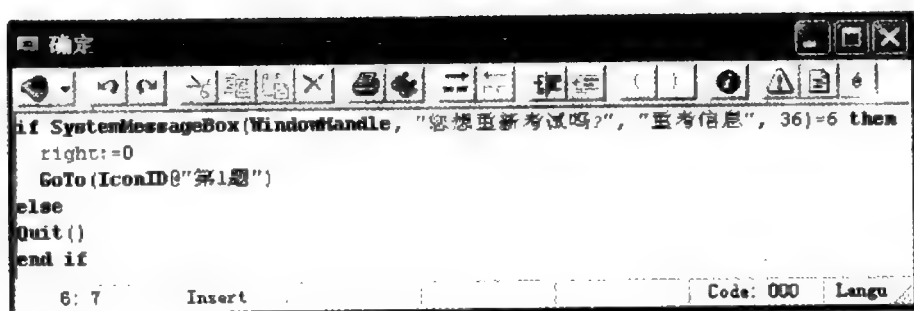 确定
if SystemMessageBox(WindowHandle, "您想重新考试吗?", "重考信息", 36)=6 then
right:=0
GoTo(IconID@"第1题")
else
Quit()
end if
6: 7 Insert Code: 000 Langu